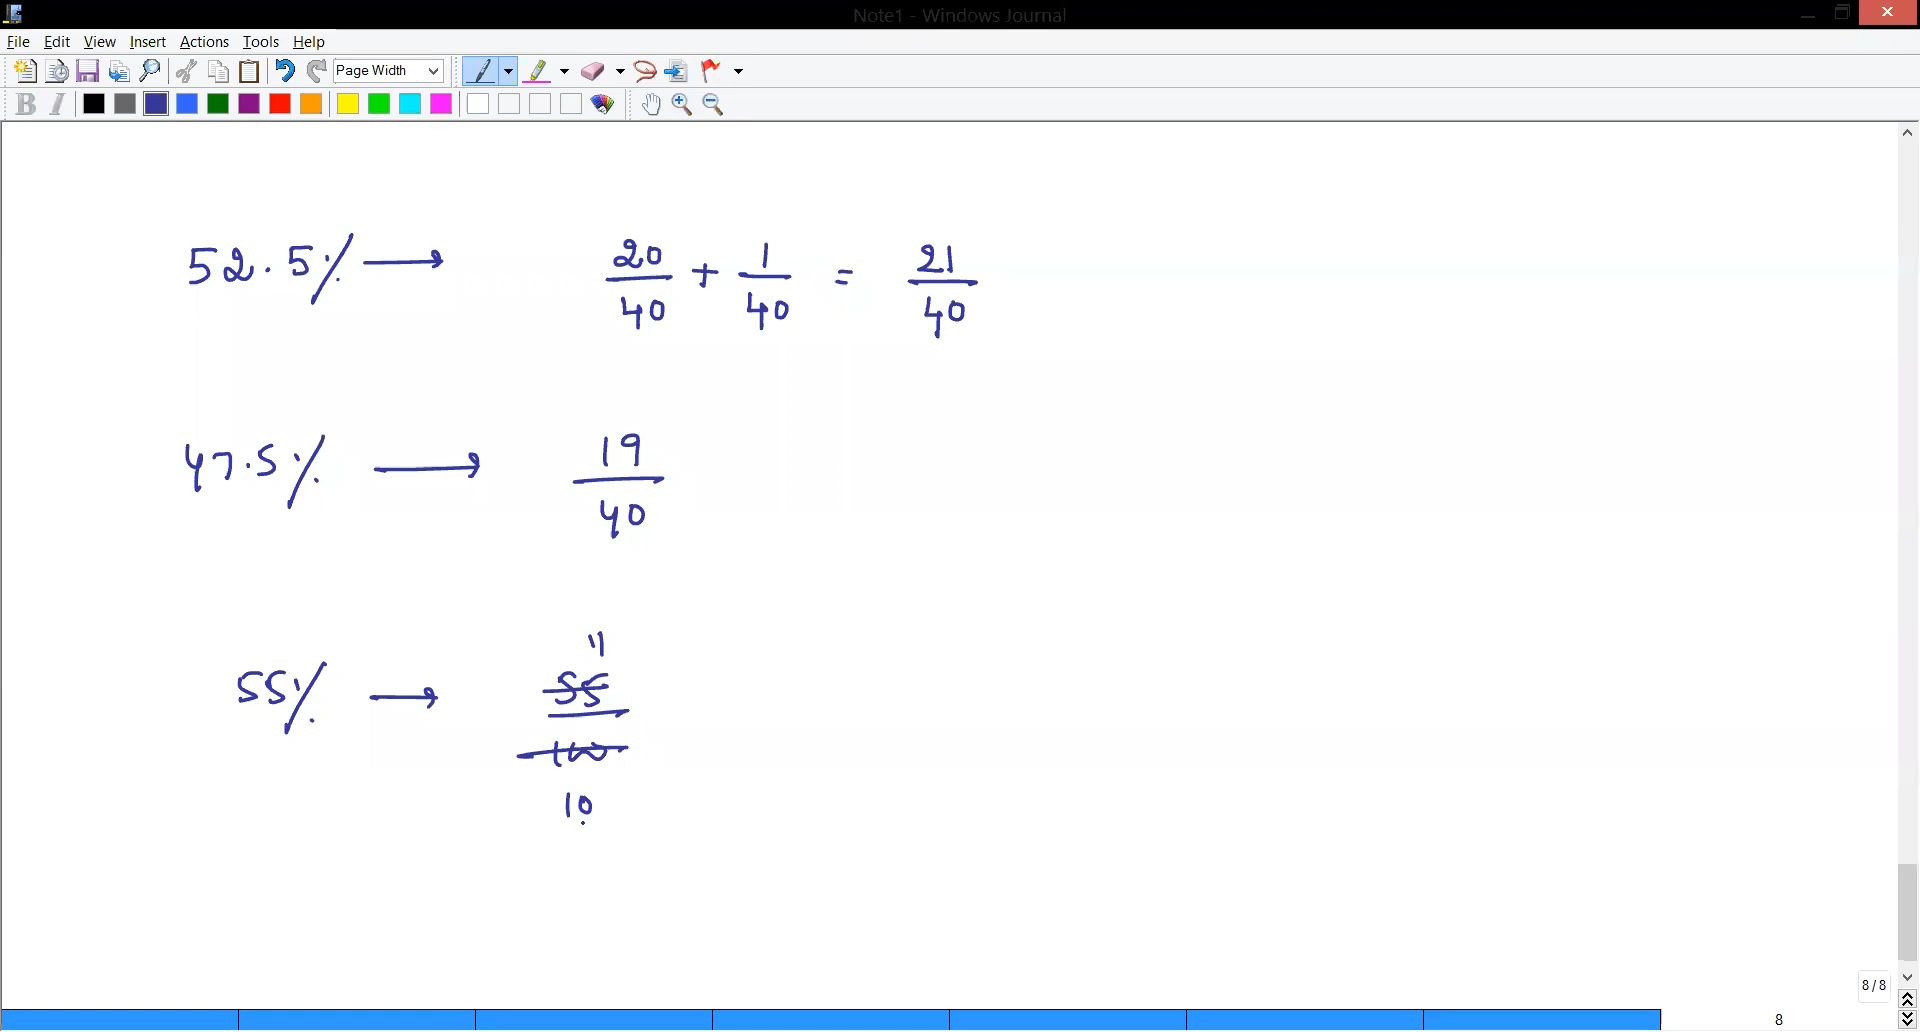 Note1 - Windows Journal
File Edit View Insert Actions Tools Help
Page Width
B I
52.5% → 20/40 + 1/40 = 21/40
47.5% → 19/40
11
55% → 55/100
10
8 / 8
8